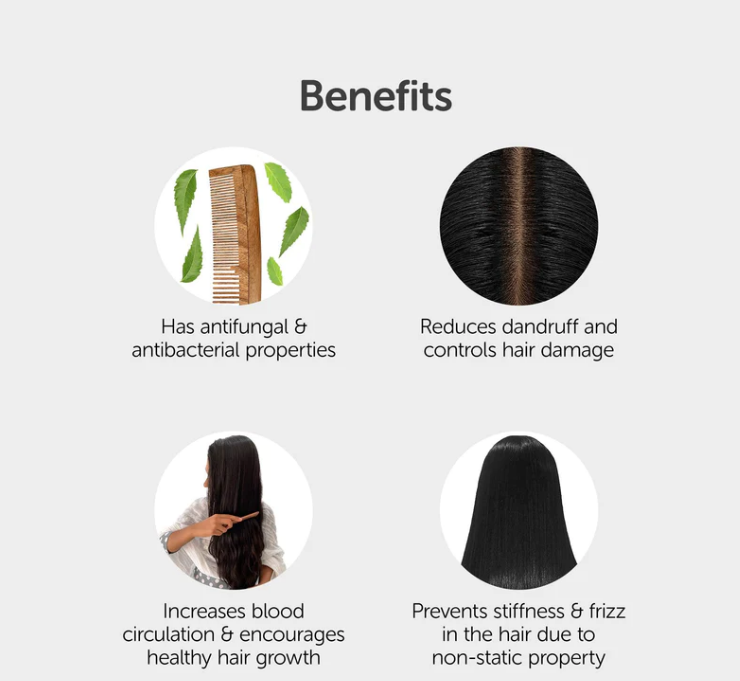 Benefits
Has antifungal &
antibacterial properties
Reduces dandruff and
controls hair damage
Increases blood
circulation & encourages
healthy hair growth
Prevents stiffness & frizz
in the hair due to
non-static property